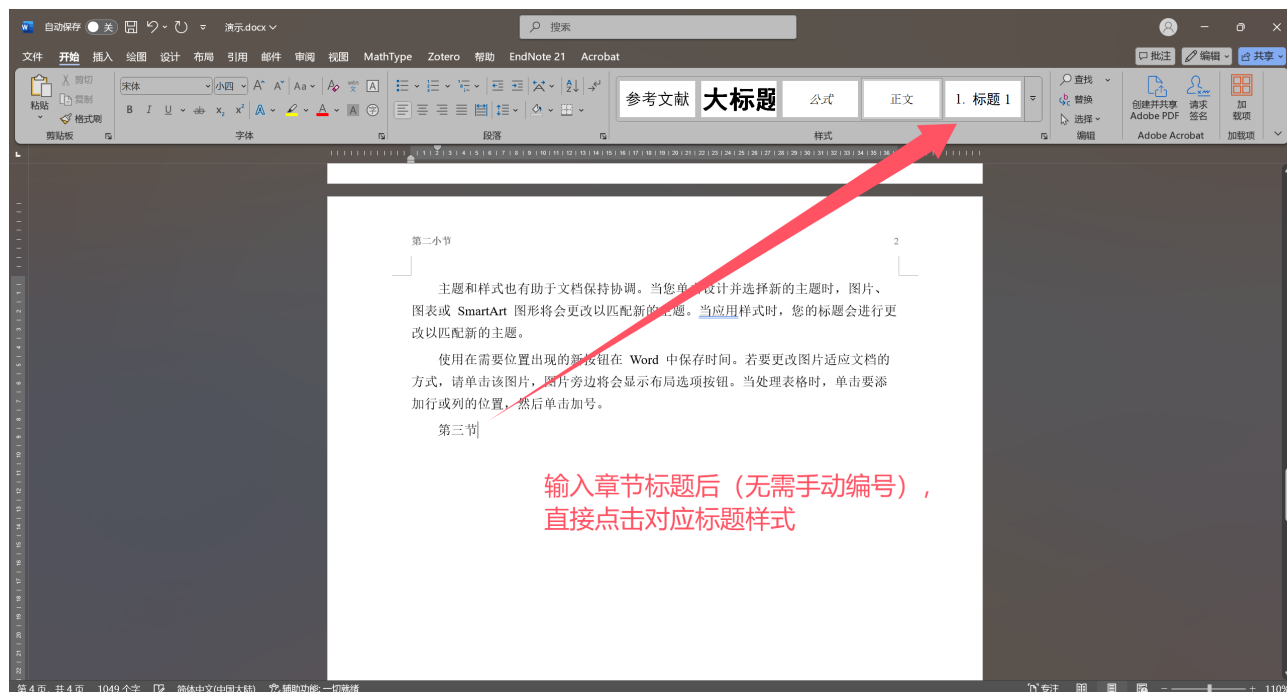 自动保存 关 演示.docx 搜索
文件 开始 插入 绘图 设计 布局 引用 邮件 审阅 视图 MathType Zotero 帮助 EndNote 21 Acrobat 批注 编辑 共享
粘贴 剪切 复制 格式刷
剪贴板
宋体 小四 A A Aa A A
B I U ab x₂ x² A A A
字体
段落
参考文献 大标题 公式 正文 1. 标题 1
样式
查找
替换
选择
编辑
创建并共享 Adobe PDF
请求 签名
Adobe Acrobat
加 载项
加载项
第二小节 2
主题和样式也有助于文档保持协调。当您单击设计并选择新的主题时，图片、
图表或 SmartArt 图形将会更改以匹配新的主题。当应用样式时，您的标题会进行更
改以匹配新的主题。
使用在需要位置出现的新按钮在 Word 中保存时间。若要更改图片适应文档的
方式，请单击该图片，图片旁边将会显示布局选项按钮。当处理表格时，单击要添
加行或列的位置，然后单击加号。
第三节
输入章节标题后（无需手动编号），
直接点击对应标题样式
第 4 页，共 4 页 1049 个字 简体中文(中国大陆) 辅助功能: 一切就绪 专注 110%